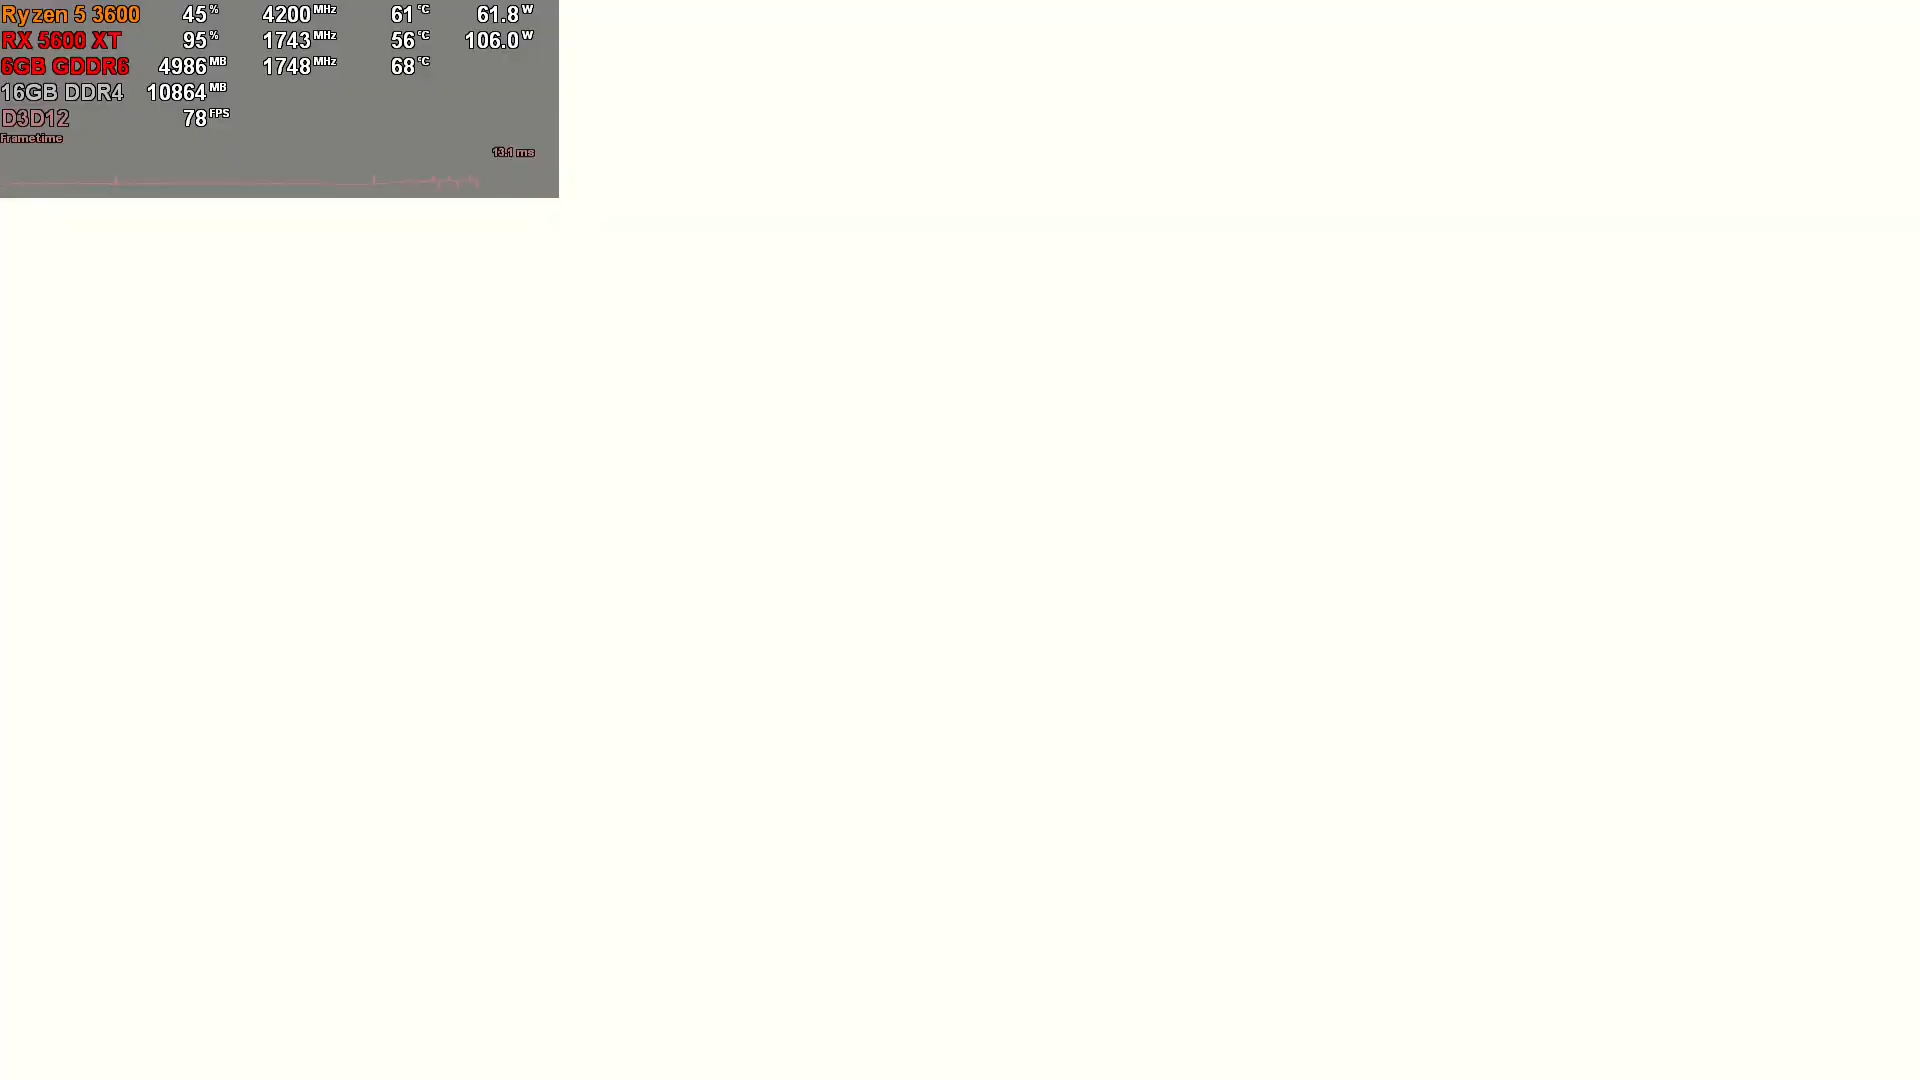 Ryzen 5 3600 45 % 4200 MHz 61 °C 61.8 W
RX 5600 XT 95 % 1743 MHz 56 °C 106.0 W
6GB GDDR6 4986 MB 1748 MHz 68 °C
16GB DDR4 10864 MB
D3D12 78 FPS
Frametime
13.1 ms